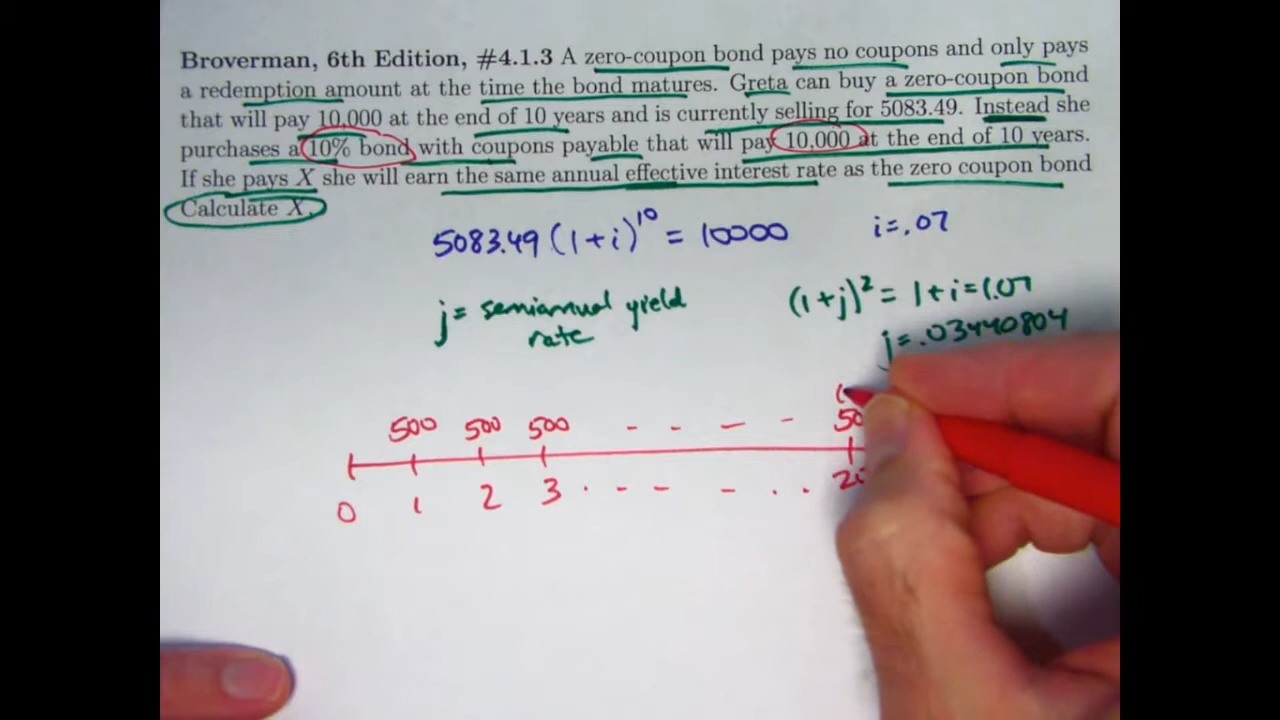 Broverman, 6th Edition, #4.1.3 A zero-coupon bond pays no coupons and only pays
a redemption amount at the time the bond matures. Greta can buy a zero-coupon bond
that will pay 10,000 at the end of 10 years and is currently selling for 5083.49. Instead she
purchases a 10% bond with coupons payable that will pay 10,000 at the end of 10 years.
If she pays X she will earn the same annual effective interest rate as the zero coupon bond
Calculate X.
5083.49(1+i)^10 = 10000 i=.07
j= semiannual yield rate
(1+j)^2 = 1+i=1.07
j=.03440804
500 500 500 - - - -
0 1 2 3 . - - - . .